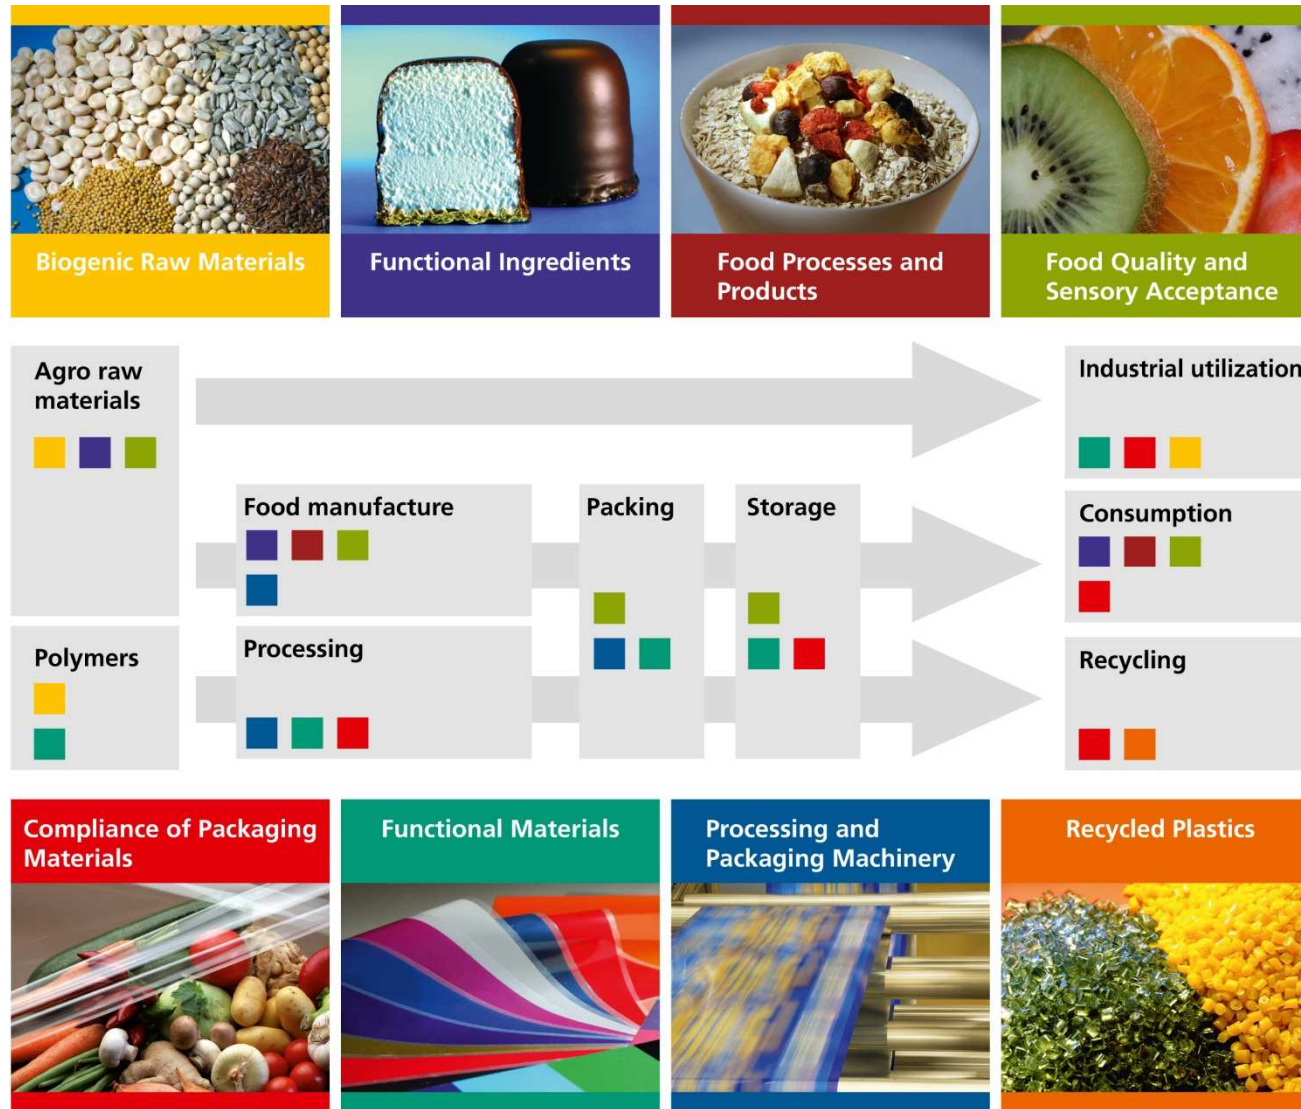 Biogenic Raw Materials
Functional Ingredients
Food Processes and
Products
Food Quality and
Sensory Acceptance
Agro raw
materials
Industrial utilization
Food manufacture
Packing
Storage
Consumption
Polymers
Processing
Recycling
Compliance of Packaging
Materials
Functional Materials
Processing and
Packaging Machinery
Recycled Plastics